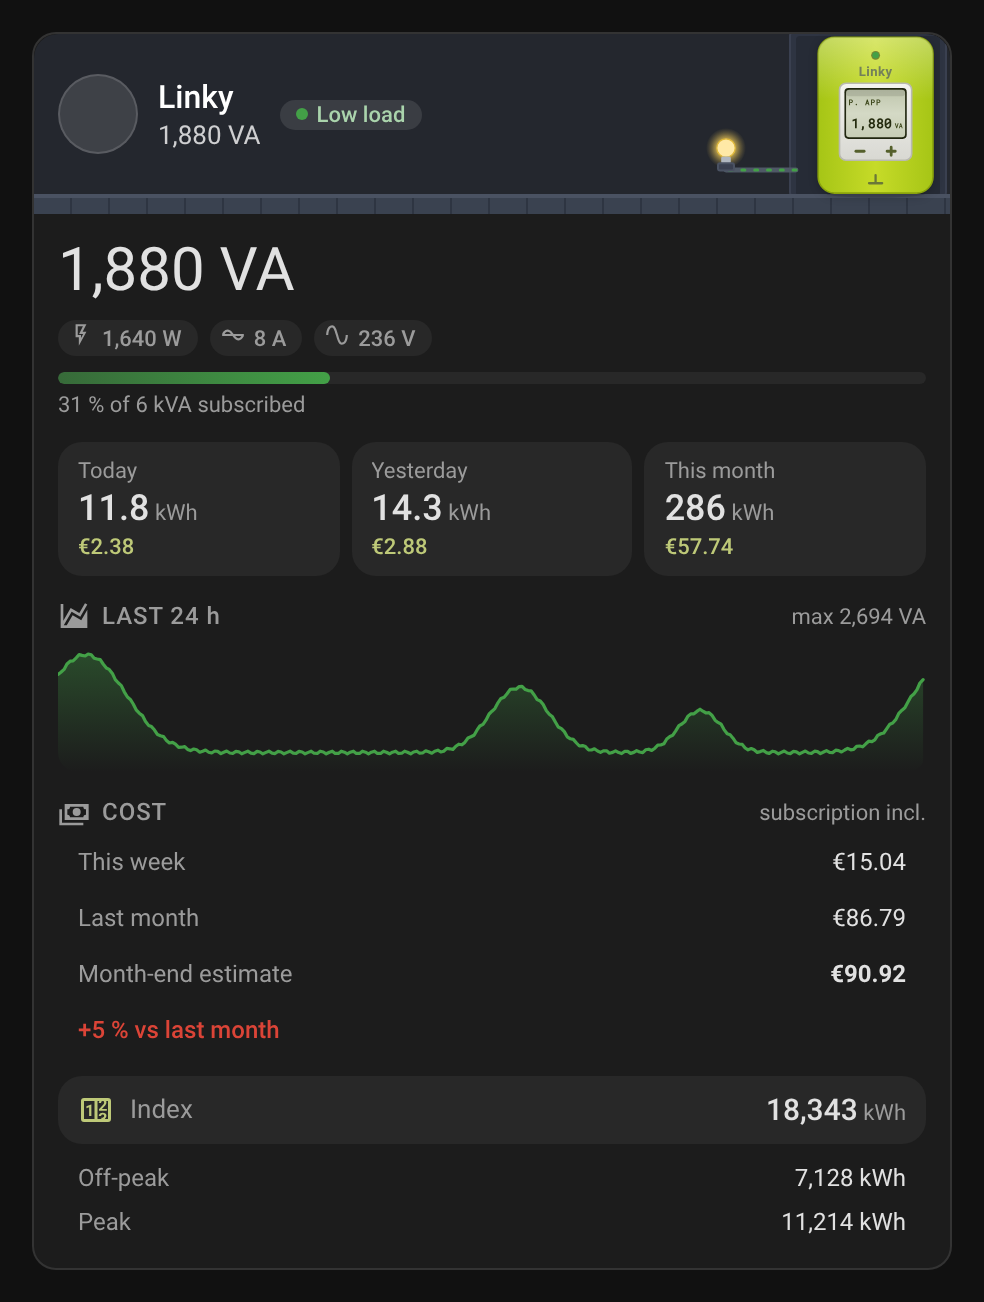 Linky
1,880 VA
Low load
Linky
P. APP
1,880 VA
1,880 VA
1,640 W
8 A
236 V
31 % of 6 kVA subscribed
Today
11.8 kWh
€2.38
Yesterday
14.3 kWh
€2.88
This month
286 kWh
€57.74
LAST 24 h
max 2,694 VA
COST
subscription incl.
This week
€15.04
Last month
€86.79
Month-end estimate
€90.92
+5 % vs last month
Index
18,343 kWh
Off-peak
7,128 kWh
Peak
11,214 kWh